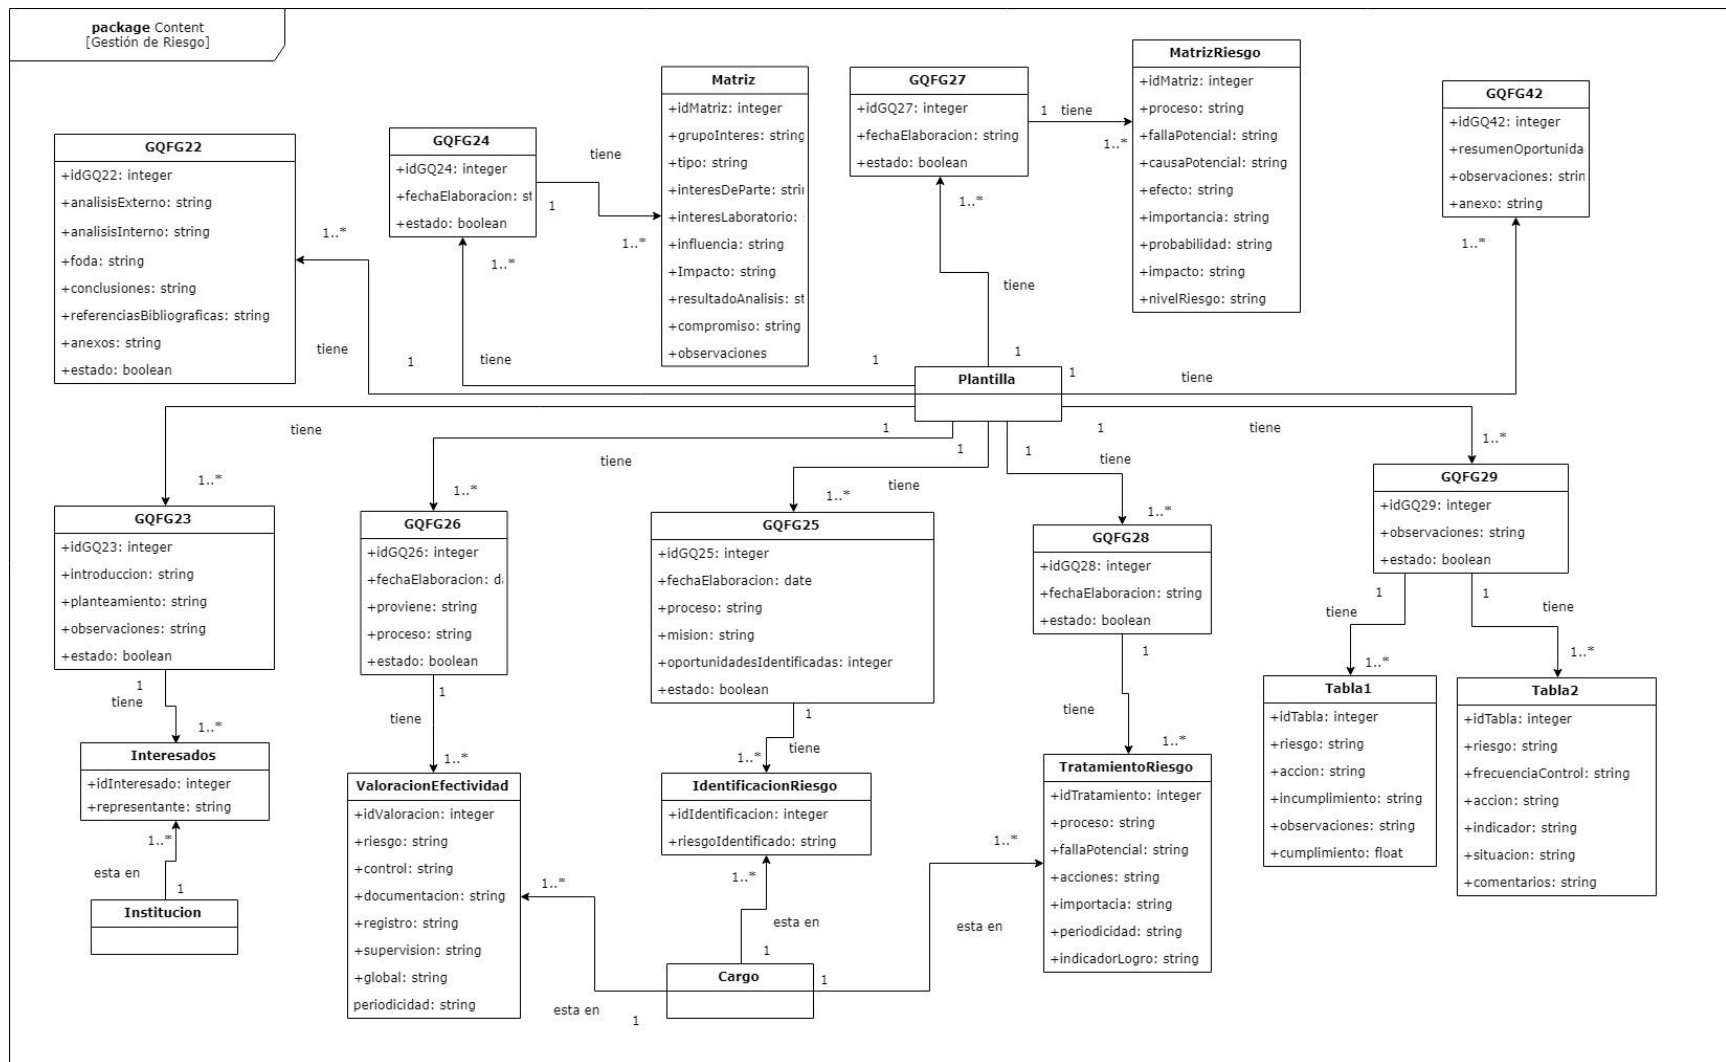 package Content
[Gestión de Riesgo]
GQFG22
+idGQ22: integer
+analisisExterno: string
+analisisInterno: string
+foda: string
+conclusiones: string
+referenciasBibliograficas: string
+anexos: string
+estado: boolean
1..*
tiene
1
GQFG24
+idGQ24: integer
+fechaElaboracion: st
+estado: boolean
1..*
tiene
1
tiene
1
1..*
Matriz
+idMatriz: integer
+grupoInteres: string
+tipo: string
+interesDeParte: strin
+interesLaboratorio:
+influencia: string
+Impacto: string
+resultadoAnalisis: st
+compromiso: string
+observaciones
GQFG27
+idGQ27: integer
+fechaElaboracion: string
+estado: boolean
1..*
tiene
1
1 tiene
1..*
MatrizRiesgo
+idMatriz: integer
+proceso: string
+fallaPotencial: string
+causaPotencial: string
+efecto: string
+importancia: string
+probabilidad: string
+impacto: string
+nivelRiesgo: string
GQFG42
+idGQ42: integer
+resumenOportunida
+observaciones: strin
+anexo: string
1..*
tiene
1
Plantilla
tiene
1
1..*
tiene
1
1..*
tiene
1
1..*
tiene
1
1..*
tiene
1
1..*
GQFG23
+idGQ23: integer
+introduccion: string
+planteamiento: string
+observaciones: string
+estado: boolean
1
tiene
1..*
Interesados
+idInteresado: integer
+representante: string
1..*
esta en
1
Institucion
GQFG26
+idGQ26: integer
+fechaElaboracion: da
+proviene: string
+proceso: string
+estado: boolean
1
tiene
1..*
ValoracionEfectividad
+idValoracion: integer
+riesgo: string
+control: string
+documentacion: string
+registro: string
+supervision: string
+global: string
periodicidad: string
1..*
esta en
1
GQFG25
+idGQ25: integer
+fechaElaboracion: date
+proceso: string
+mision: string
+oportunidadesIdentificadas: integer
+estado: boolean
1
tiene
1..*
IdentificacionRiesgo
+idIdentificacion: integer
+riesgoIdentificado: string
1..*
esta en
1
Cargo
1
esta en
1..*
GQFG28
+idGQ28: integer
+fechaElaboracion: string
+estado: boolean
1
tiene
1..*
TratamientoRiesgo
+idTratamiento: integer
+proceso: string
+fallaPotencial: string
+acciones: string
+importacia: string
+periodicidad: string
+indicadorLogro: string
GQFG29
+idGQ29: integer
+observaciones: string
+estado: boolean
1
tiene
1..*
1
tiene
1..*
Tabla1
+idTabla: integer
+riesgo: string
+accion: string
+incumplimiento: string
+observaciones: string
+cumplimiento: float
Tabla2
+idTabla: integer
+riesgo: string
+frecuenciaControl: string
+accion: string
+indicador: string
+situacion: string
+comentarios: string